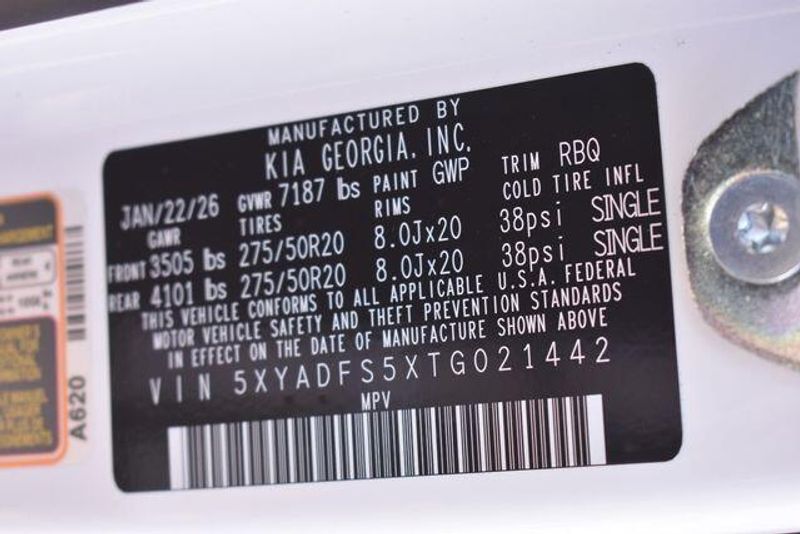 MANUFACTURED BY
KIA GEORGIA, INC.
JAN/22/26 GVWR 7187 lbs PAINT GWP TRIM RBQ
GAWR TIRES RIMS COLD TIRE INFL
FRONT 3505 lbs 275/50R20 8.0Jx20 38psi SINGLE
REAR 4101 lbs 275/50R20 8.0Jx20 38psi SINGLE
THIS VEHICLE CONFORMS TO ALL APPLICABLE U.S.A. FEDERAL
MOTOR VEHICLE SAFETY AND THEFT PREVENTION STANDARDS
IN EFFECT ON THE DATE OF MANUFACTURE SHOWN ABOVE
VIN 5XYADFS5XTG021442
MPV
A620